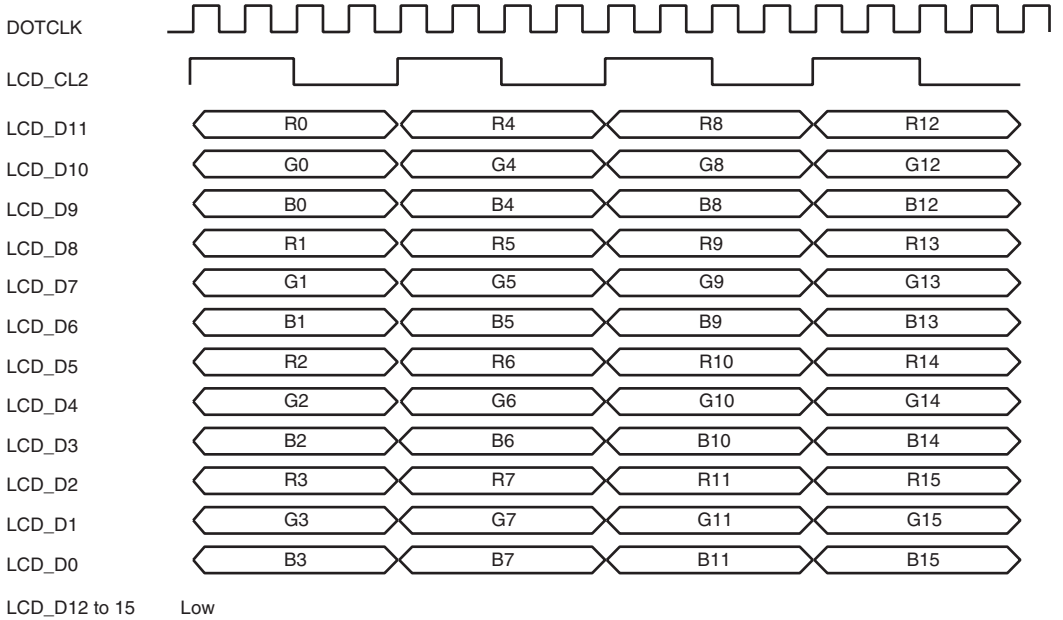 DOTCLK
LCD_CL2
LCD_D11 R0 R4 R8 R12
LCD_D10 G0 G4 G8 G12
LCD_D9 B0 B4 B8 B12
LCD_D8 R1 R5 R9 R13
LCD_D7 G1 G5 G9 G13
LCD_D6 B1 B5 B9 B13
LCD_D5 R2 R6 R10 R14
LCD_D4 G2 G6 G10 G14
LCD_D3 B2 B6 B10 B14
LCD_D2 R3 R7 R11 R15
LCD_D1 G3 G7 G11 G15
LCD_D0 B3 B7 B11 B15
LCD_D12 to 15 Low